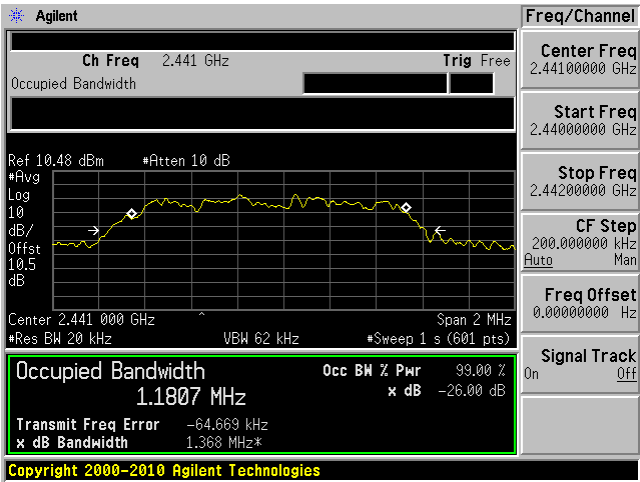 Agilent
Freq/Channel
Ch Freq 2.441 GHz Trig Free
Occupied Bandwidth
Center Freq
2.44100000 GHz
Start Freq
2.44000000 GHz
Stop Freq
2.44200000 GHz
CF Step
200.000000 kHz
Auto Man
Freq Offset
0.00000000 Hz
Signal Track
On Off
Ref 10.48 dBm #Atten 10 dB
#Avg
Log
10
dB/
Offst
10.5
dB
Center 2.441 000 GHz ^ Span 2 MHz
#Res BW 20 kHz VBW 62 kHz #Sweep 1 s (601 pts)
Occupied Bandwidth Occ BW % Pwr 99.00 %
1.1807 MHz x dB -26.00 dB
Transmit Freq Error -64.669 kHz
x dB Bandwidth 1.368 MHz*
Copyright 2000-2010 Agilent Technologies